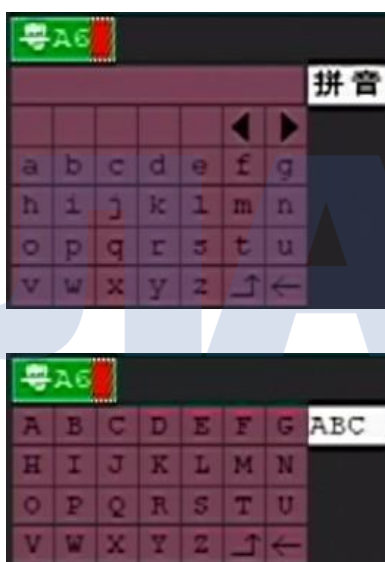 A6
拼音
◀ ▶
a b c d e f g
h i j k l m n
o p q r s t u
v w x y z ⮥ ←
A6
A B C D E F G ABC
H I J K L M N
O P Q R S T U
V W X Y Z ⮥ ←